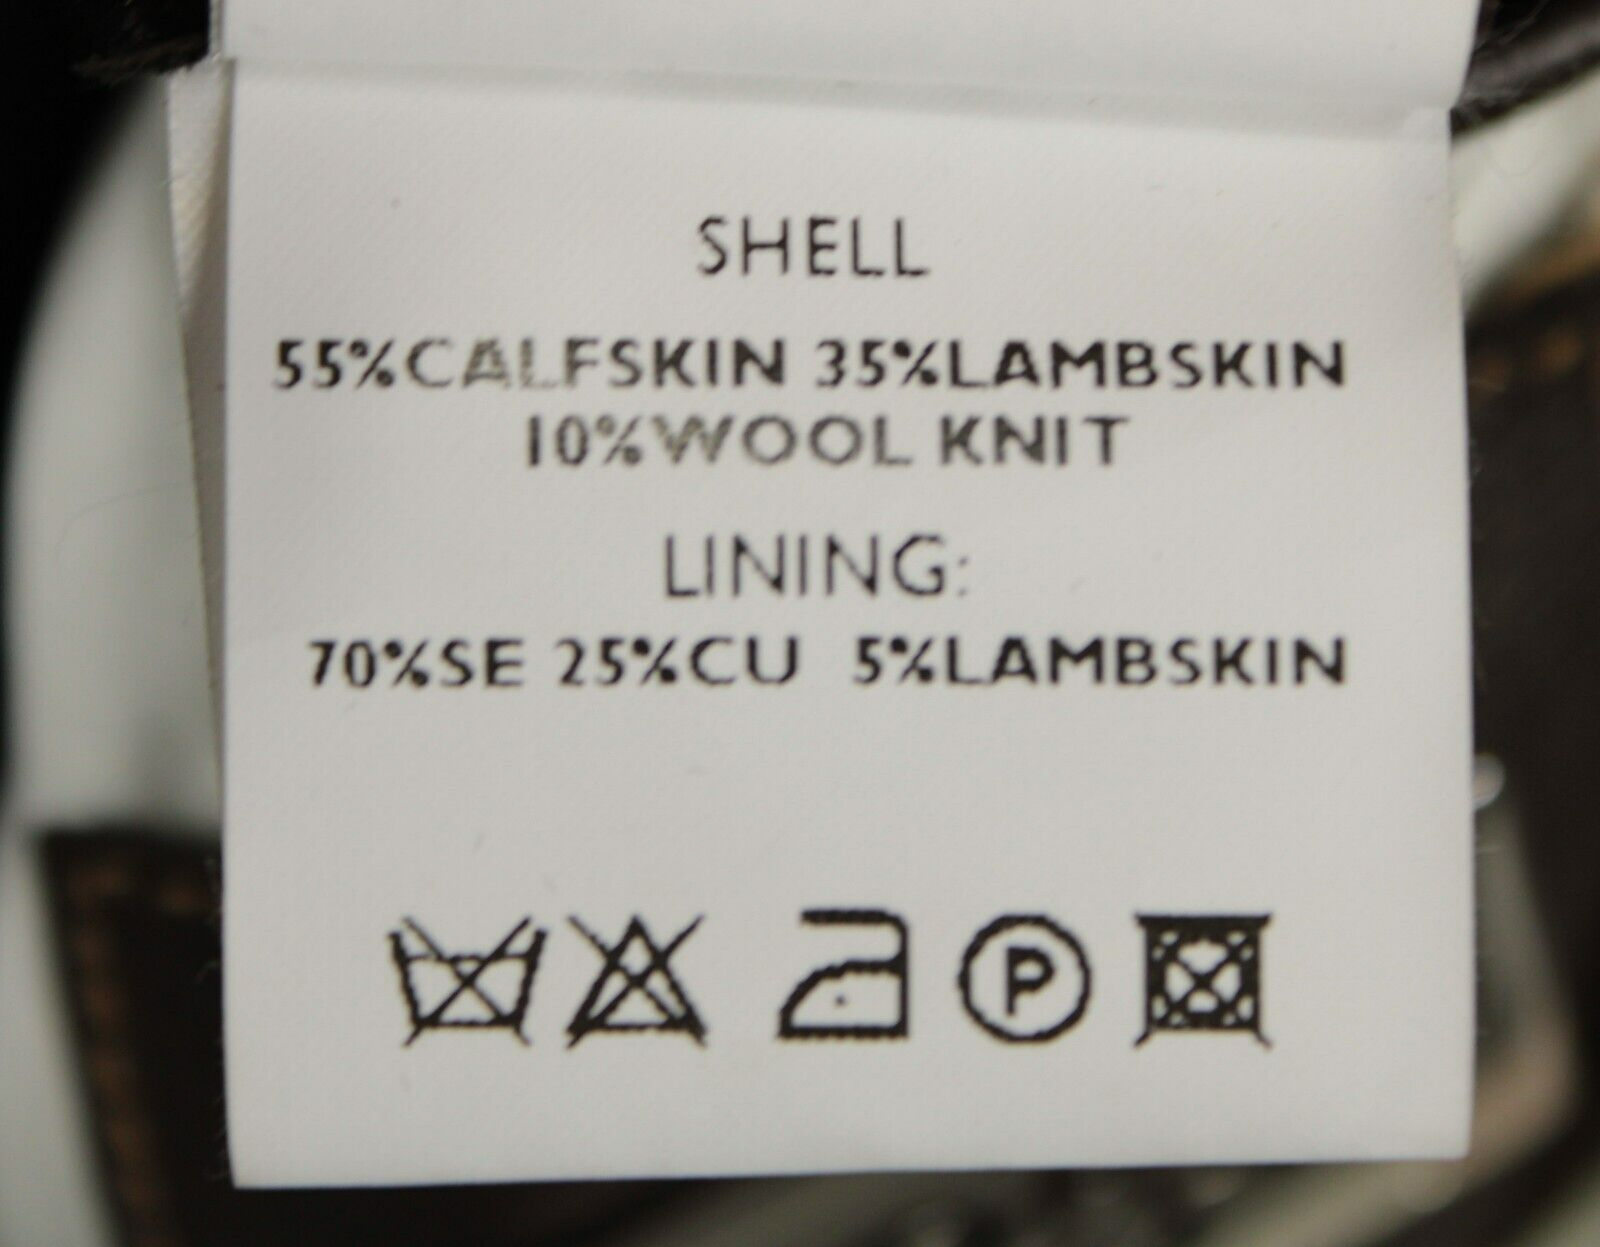 SHELL
55%CALFSKIN 35%LAMBSKIN
10%WOOL KNIT
LINING:
70%SE 25%CU 5%LAMBSKIN
P